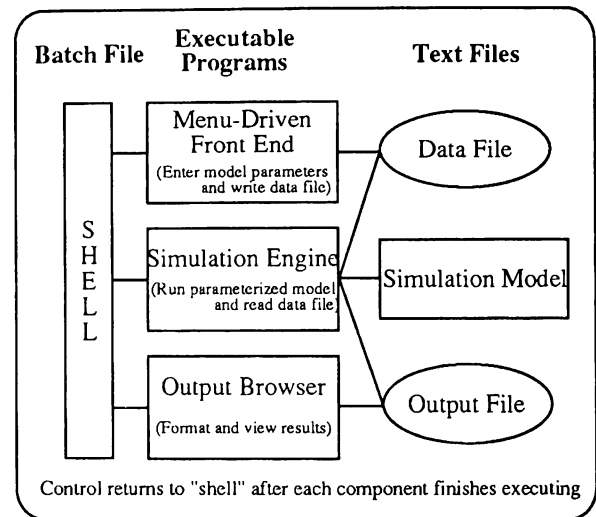 Batch File
Executable
Programs
Text Files
S
H
E
L
L
Menu-Driven
Front End
(Enter model parameters
and write data file)
Data File
Simulation Engine
(Run parameterized model
and read data file)
Simulation Model
Output Browser
(Format and view results)
Output File
Control returns to "shell" after each component finishes executing